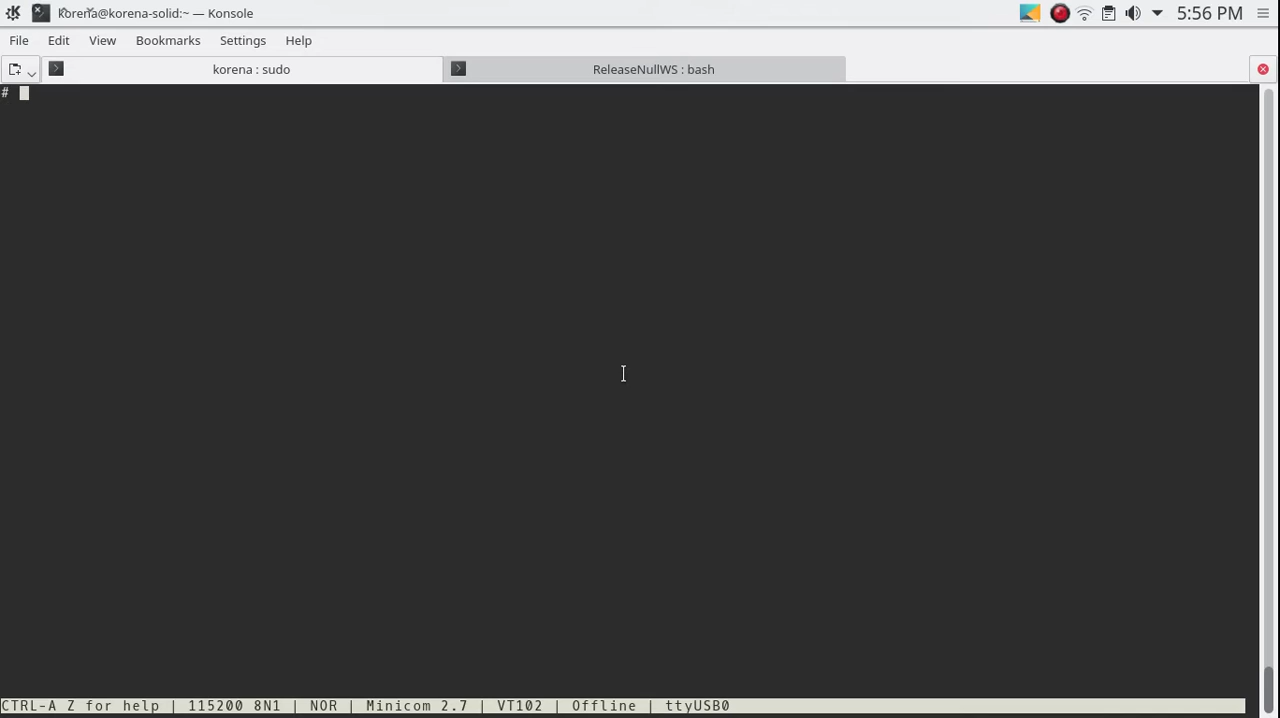 korena@korena-solid:~ — Konsole
5:56 PM
File Edit View Bookmarks Settings Help
korena : sudo
ReleaseNullWS : bash
#
CTRL-A Z for help | 115200 8N1 | NOR | Minicom 2.7 | VT102 | Offline | ttyUSB0